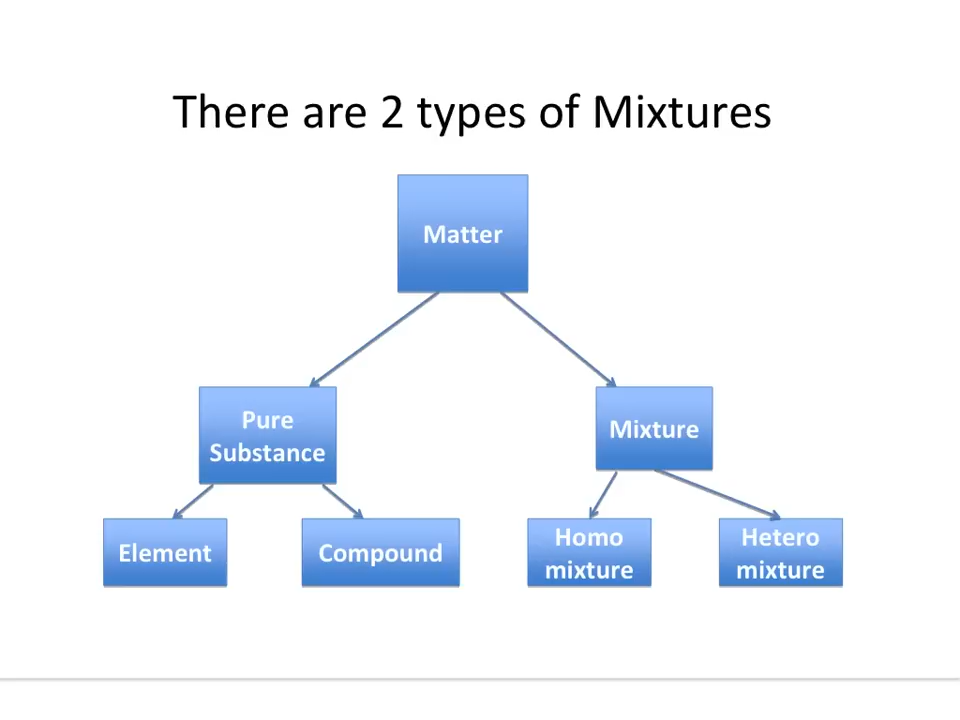 There are 2 types of Mixtures
Matter
Pure
Substance
Mixture
Element
Compound
Homo
mixture
Hetero
mixture